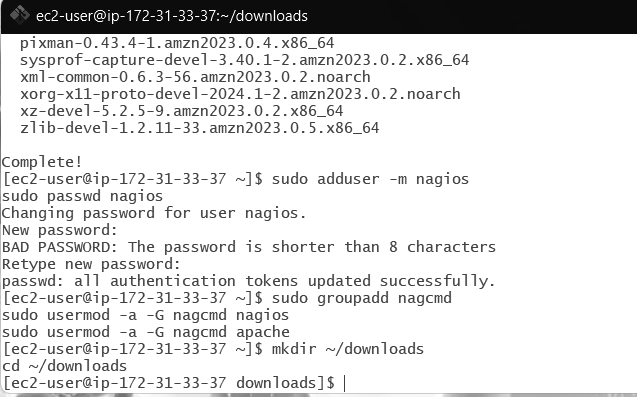 ec2-user@ip-172-31-33-37:~/downloads
pixman-0.43.4-1.amzn2023.0.4.x86_64
sysprof-capture-devel-3.40.1-2.amzn2023.0.2.x86_64
xml-common-0.6.3-56.amzn2023.0.2.noarch
xorg-x11-proto-devel-2024.1-2.amzn2023.0.2.noarch
xz-devel-5.2.5-9.amzn2023.0.2.x86_64
zlib-devel-1.2.11-33.amzn2023.0.5.x86_64
Complete!
[ec2-user@ip-172-31-33-37 ~]$ sudo adduser -m nagios
sudo passwd nagios
Changing password for user nagios.
New password:
BAD PASSWORD: The password is shorter than 8 characters
Retype new password:
passwd: all authentication tokens updated successfully.
[ec2-user@ip-172-31-33-37 ~]$ sudo groupadd nagcmd
sudo usermod -a -G nagcmd nagios
sudo usermod -a -G nagcmd apache
[ec2-user@ip-172-31-33-37 ~]$ mkdir ~/downloads
cd ~/downloads
[ec2-user@ip-172-31-33-37 downloads]$